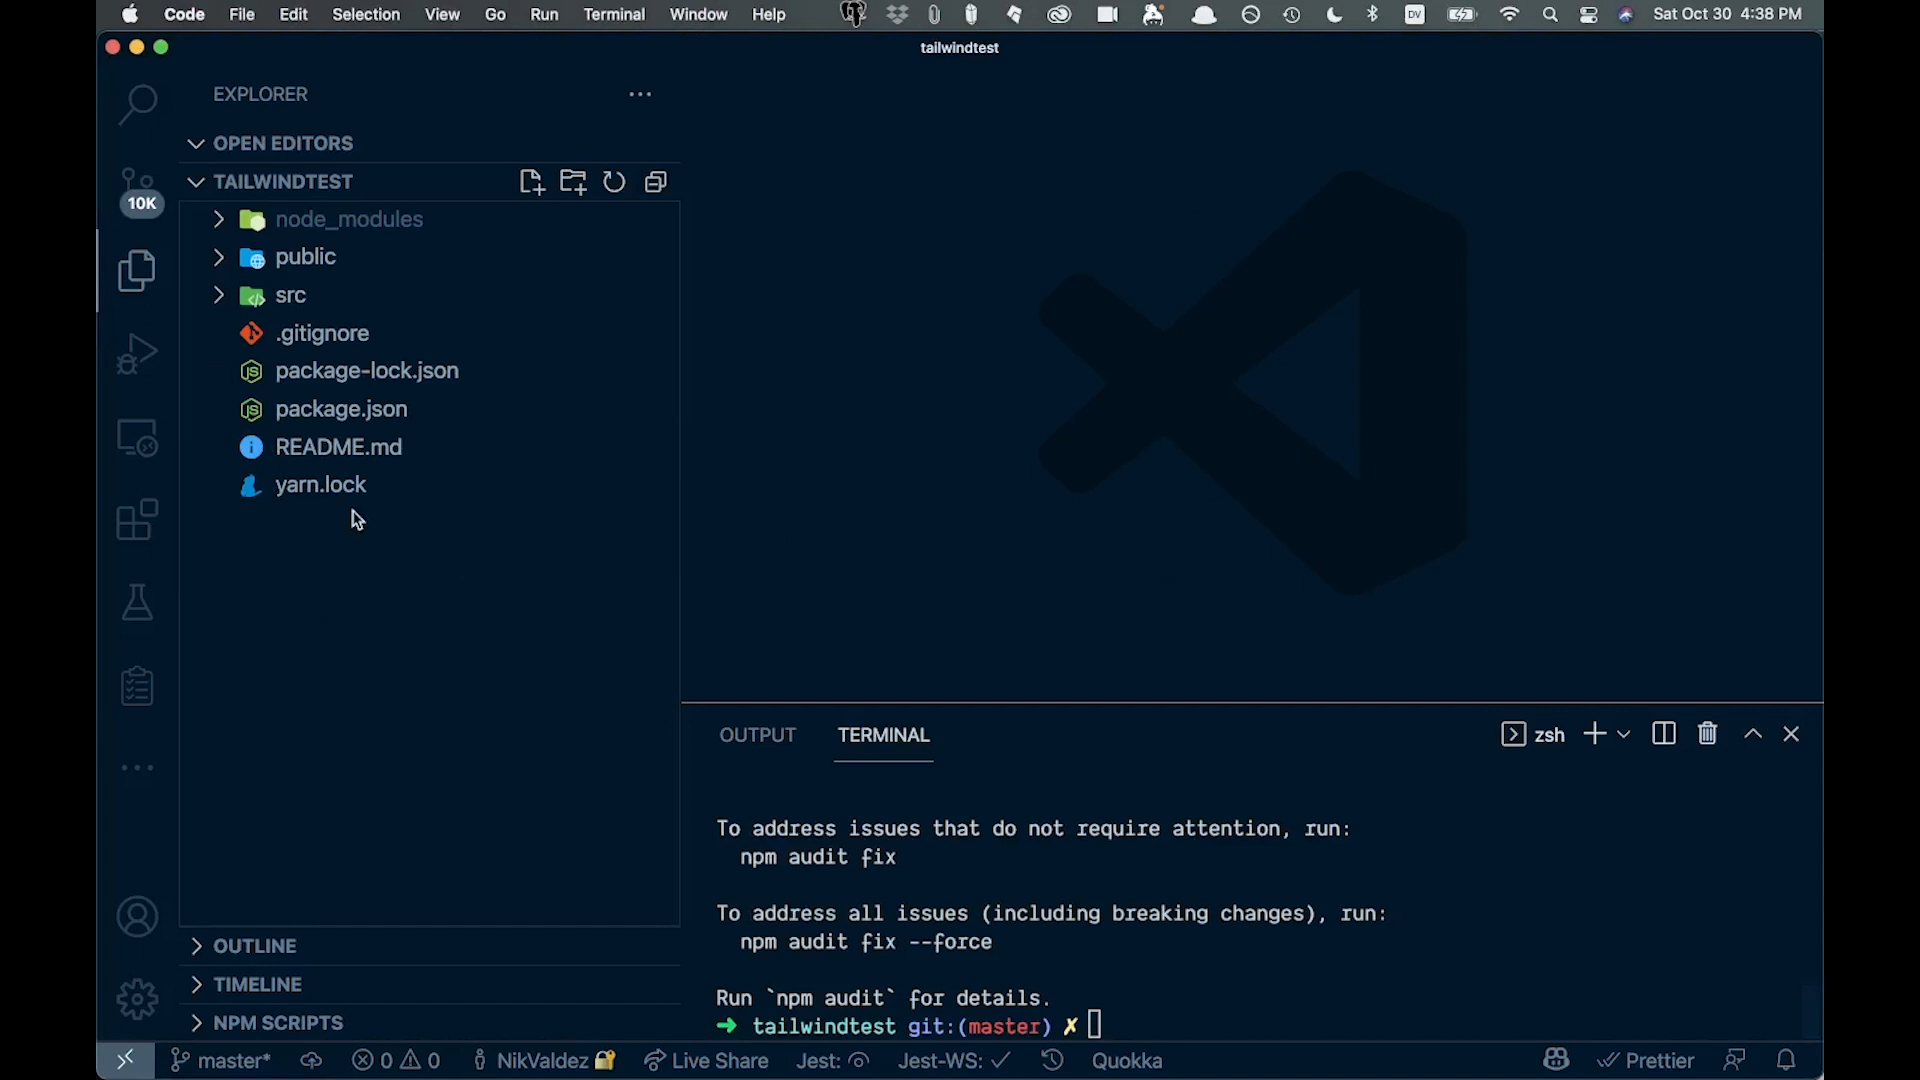 Code File Edit Selection View Go Run Terminal Window Help DV Sat Oct 30 4:38 PM
tailwindtest
EXPLORER
OPEN EDITORS
TAILWINDTEST
10K
node_modules
public
src
.gitignore
package-lock.json
package.json
README.md
yarn.lock
OUTPUT TERMINAL zsh
To address issues that do not require attention, run:
npm audit fix
To address all issues (including breaking changes), run:
npm audit fix --force
Run `npm audit` for details.
➜ tailwindtest git:(master) ✗
OUTLINE
TIMELINE
NPM SCRIPTS
master* 0 0 NikValdez Live Share Jest: Jest-WS: ✓ Quokka Prettier